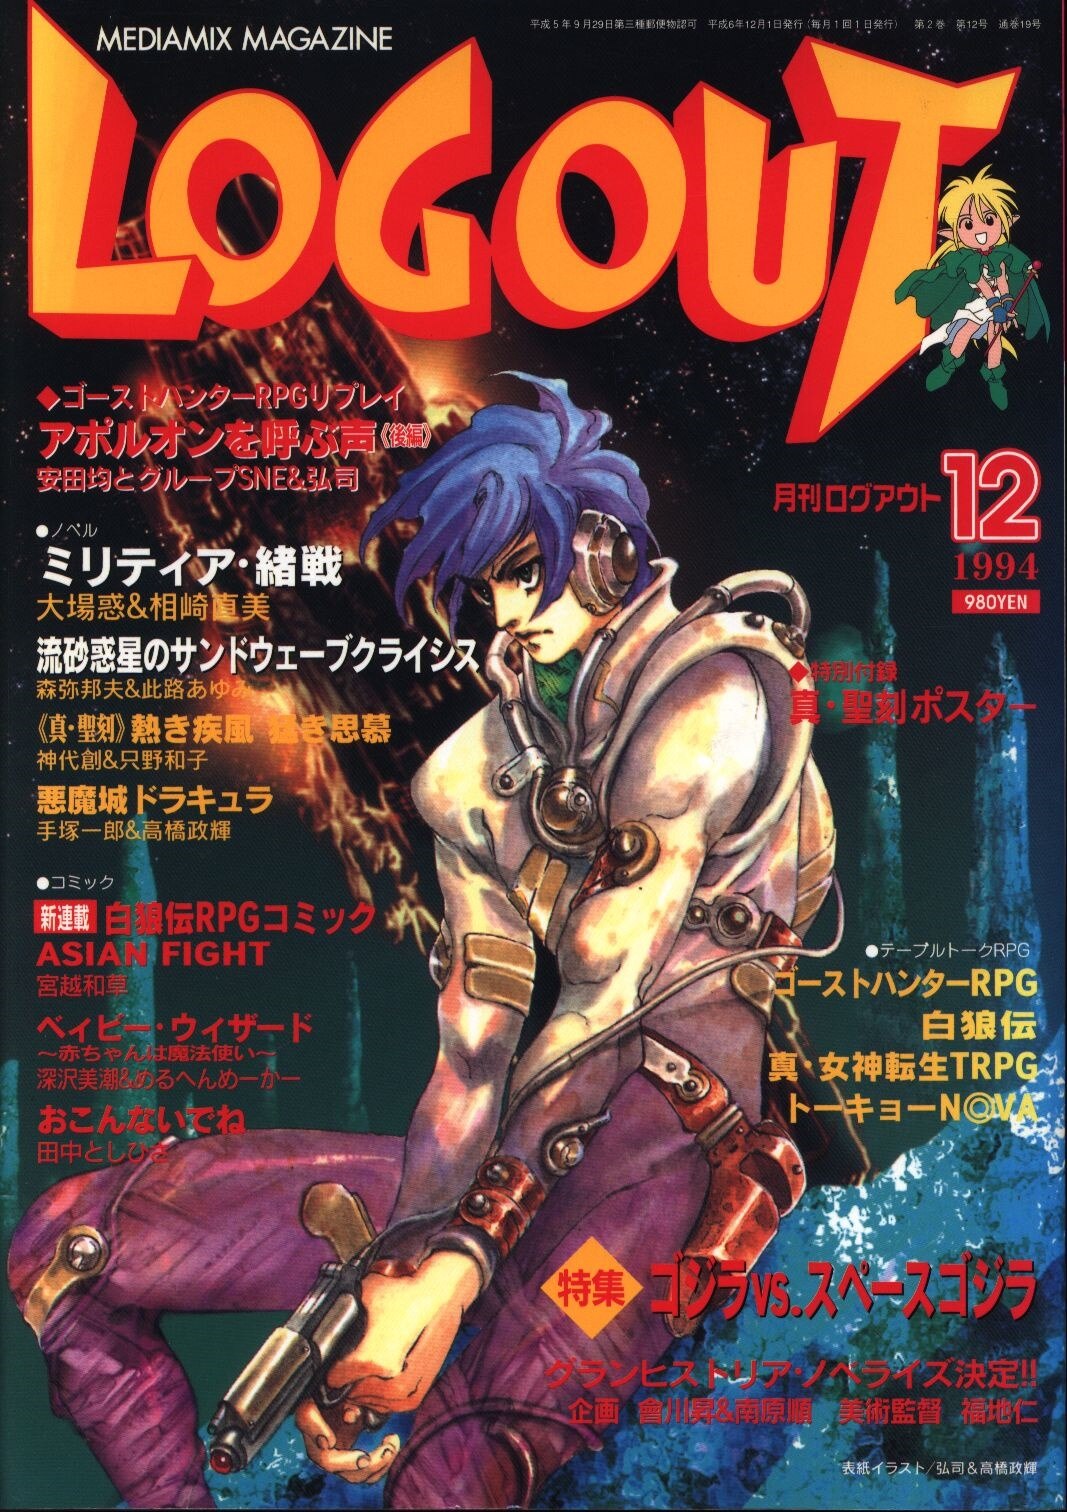 平成5年9月29日第三種郵便物認可　平成6年12月1日発行（毎月1回1日発行）　第2巻　第12号　通巻19号
MEDIAMIX MAGAZINE
LOGOUT
月刊ログアウト 12
1994
980YEN
◆ゴーストハンターRPGリプレイ
アポルオンを呼ぶ声《後編》
安田均とグループSNE&弘司
●ノベル
ミリティア・緒戦
大場惑&相崎直美
流砂惑星のサンドウェーブクライシス
森弥邦夫&此路あゆみ
《真・聖刻》熱き疾風 猛き思慕
神代創&只野和子
悪魔城ドラキュラ
手塚一郎&高橋政輝
●コミック
新連載 白狼伝RPGコミック
ASIAN FIGHT
宮越和草
ベイビー・ウィザード
〜赤ちゃんは魔法使い〜
深沢美潮&めるへんめーかー
おこんないでね
田中としひさ
◆特別付録
真・聖刻ポスター
●テーブルトークRPG
ゴーストハンターRPG
白狼伝
真・女神転生TRPG
トーキョーN◎VA
特集 ゴジラvs.スペースゴジラ
グランヒストリア・ノベライズ決定!!
企画 會川昇&南原順 美術監督 福地仁
表紙イラスト/弘司&高橋政輝